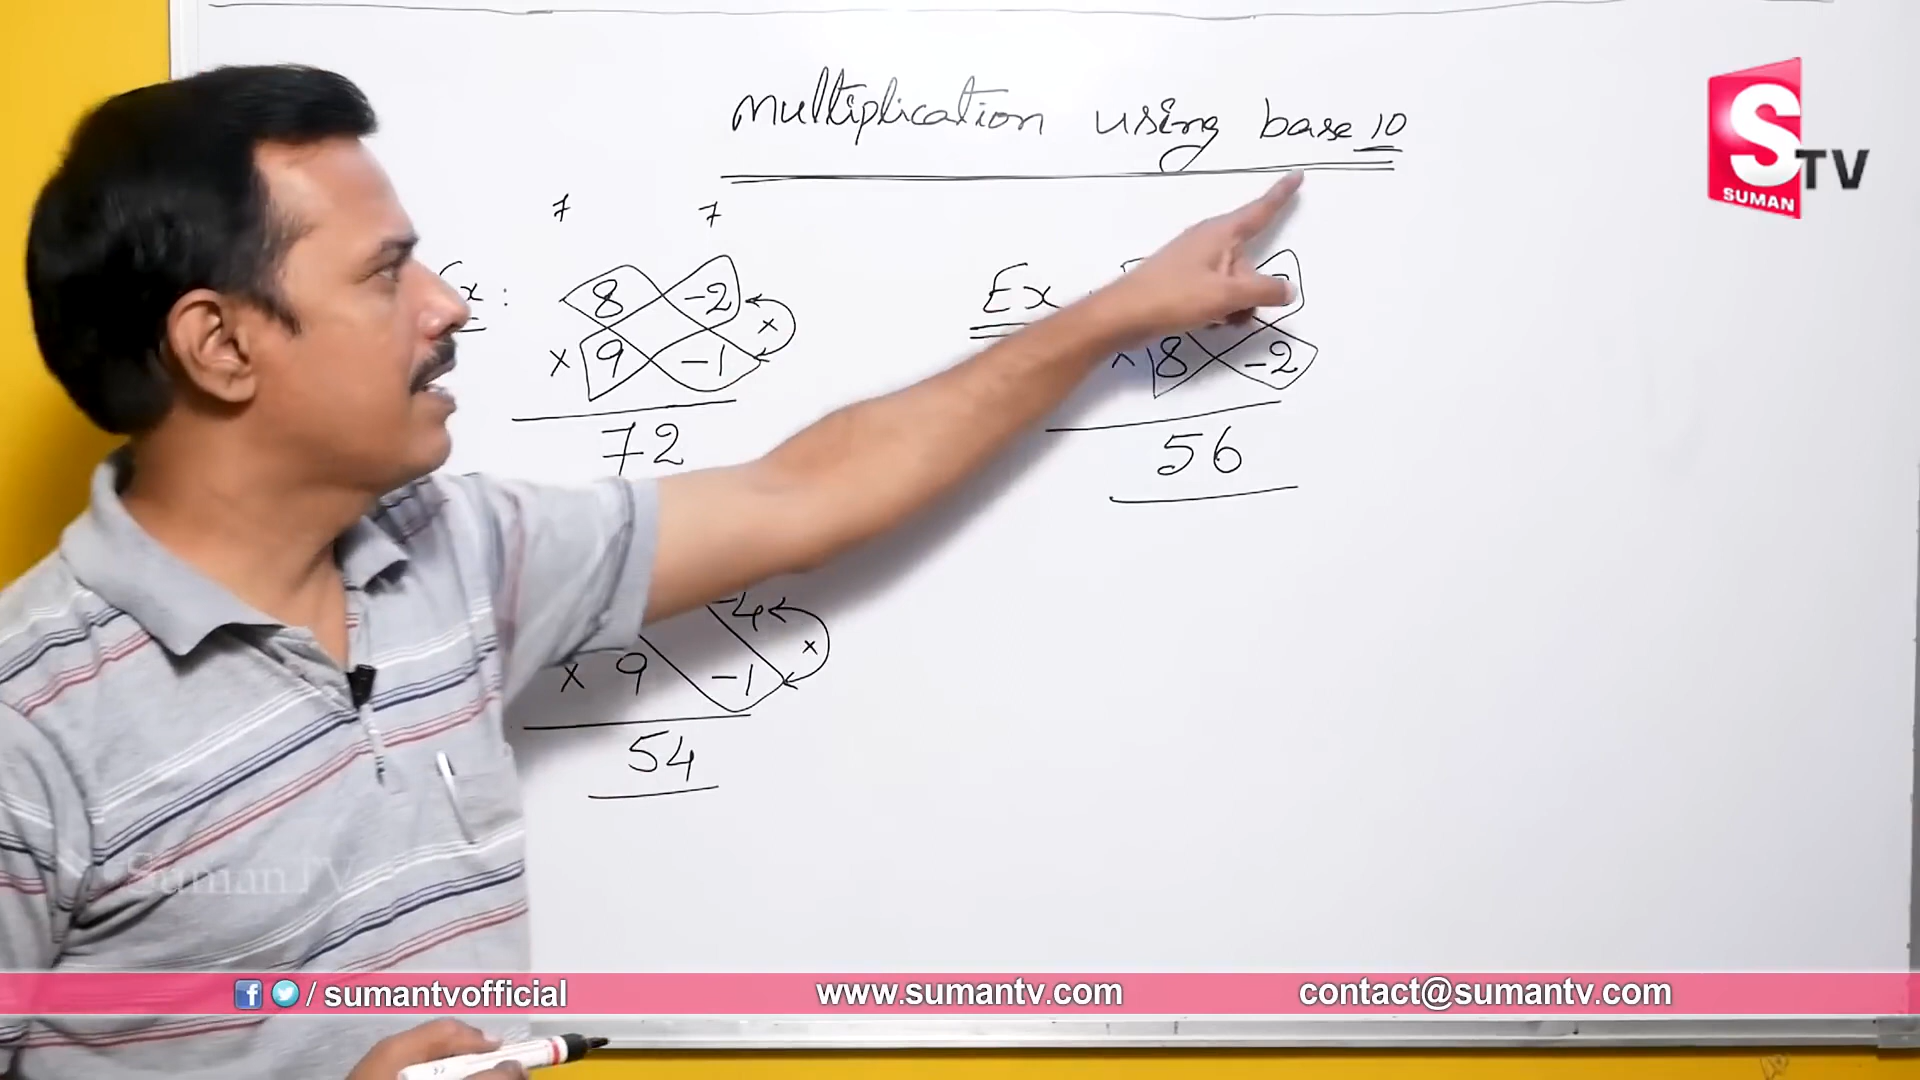 multiplication using base 10
S TV
SUMAN
7 7
Ex :
8 -2
x
x 9 -1
72
Ex
x 8 -2
56
-4
x
x 9 -1
54
SumanTV
/ sumantvofficial
www.sumantv.com
contact@sumantv.com